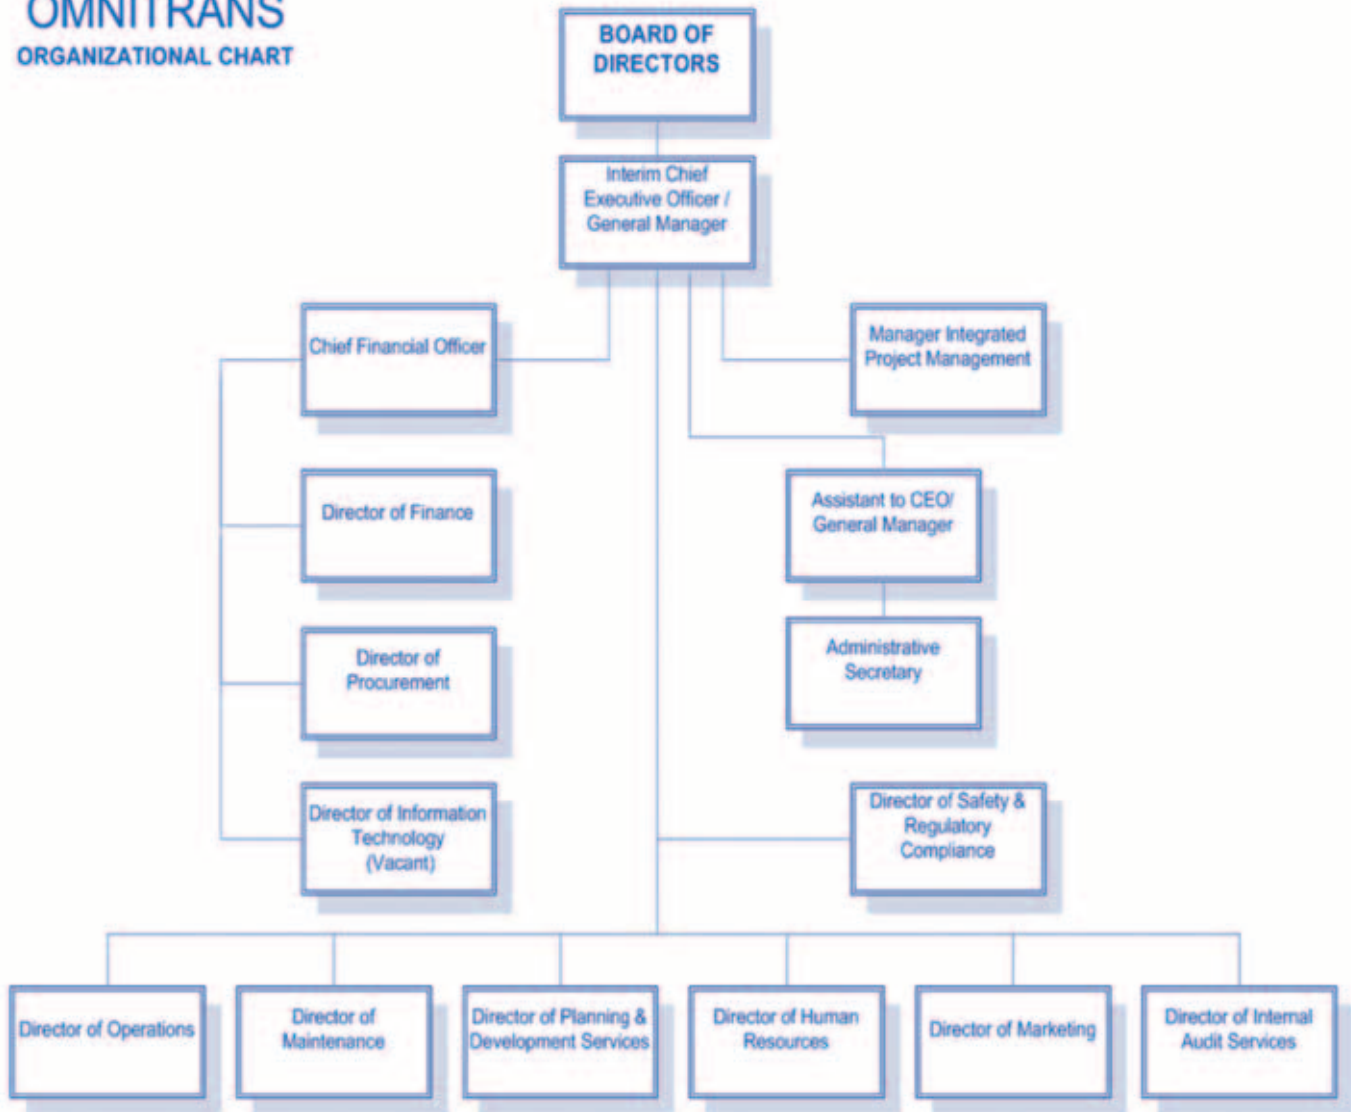 OMNITRANS
ORGANIZATIONAL CHART
BOARD OF
DIRECTORS
Interim Chief
Executive Officer /
General Manager
Chief Financial Officer
Manager Integrated
Project Management
Director of Finance
Assistant to CEO/
General Manager
Director of
Procurement
Administrative
Secretary
Director of Information
Technology
(Vacant)
Director of Safety &
Regulatory
Compliance
Director of Operations
Director of
Maintenance
Director of Planning &
Development Services
Director of Human
Resources
Director of Marketing
Director of Internal
Audit Services